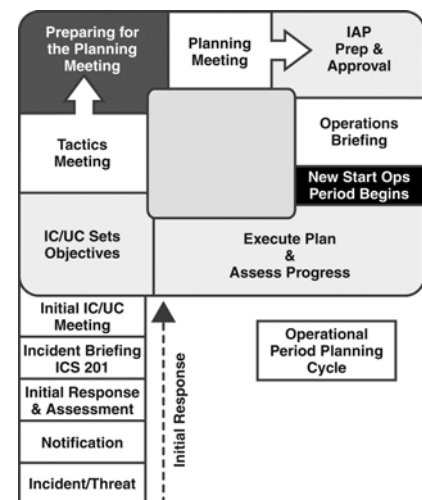 Preparing for
the Planning
Meeting
Planning
Meeting
IAP
Prep &
Approval
Tactics
Meeting
Operations
Briefing
New Start Ops
Period Begins
IC/UC Sets
Objectives
Execute Plan
&
Assess Progress
Initial IC/UC
Meeting
Incident Briefing
ICS 201
Initial Response
& Assessment
Notification
Incident/Threat
Initial Response
Operational
Period Planning
Cycle